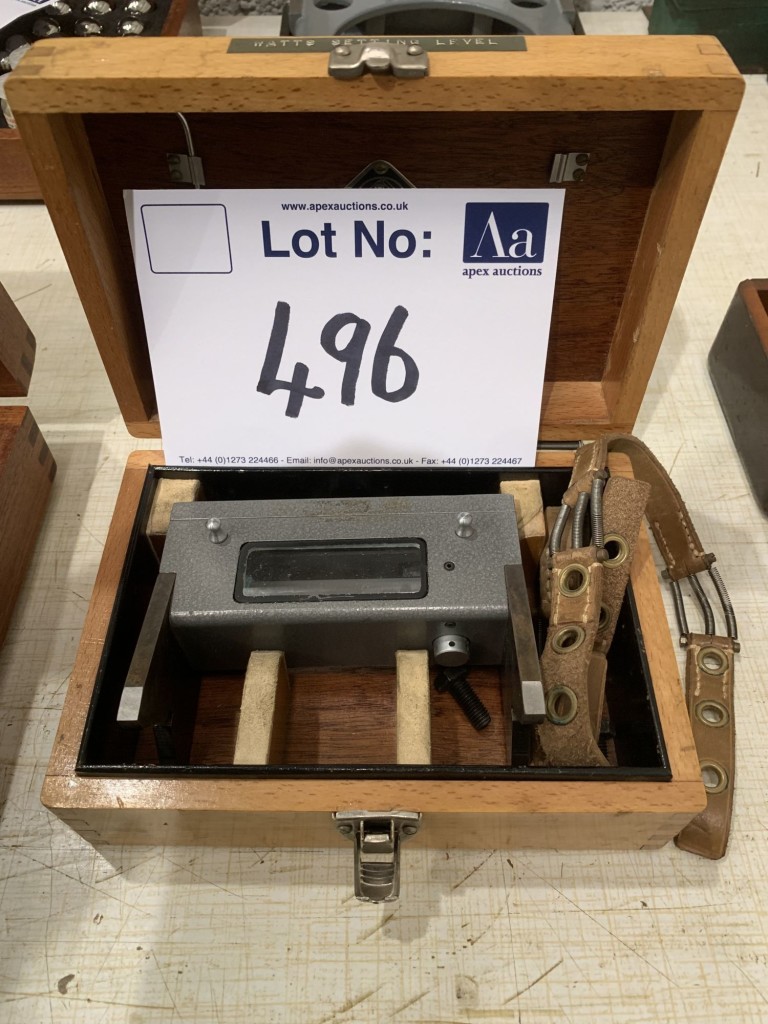 WATTS SETTING LEVEL
www.apexauctions.co.uk
Lot No:
Aa
apex auctions
496
Tel: +44 (0)1273 224466 - Email: info@apexauctions.co.uk - Fax: +44 (0)1273 224467